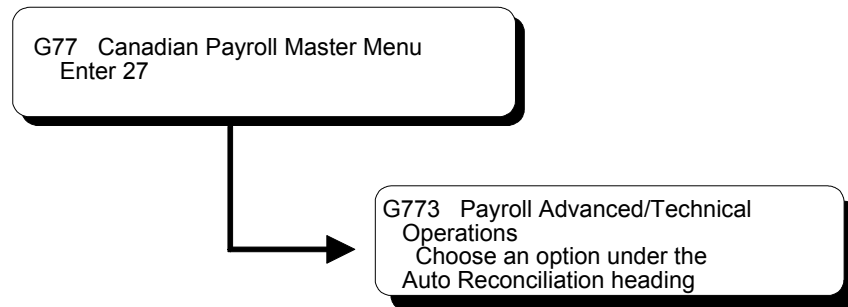 G77 Canadian Payroll Master Menu
Enter 27
G773 Payroll Advanced/Technical
Operations
Choose an option under the
Auto Reconciliation heading